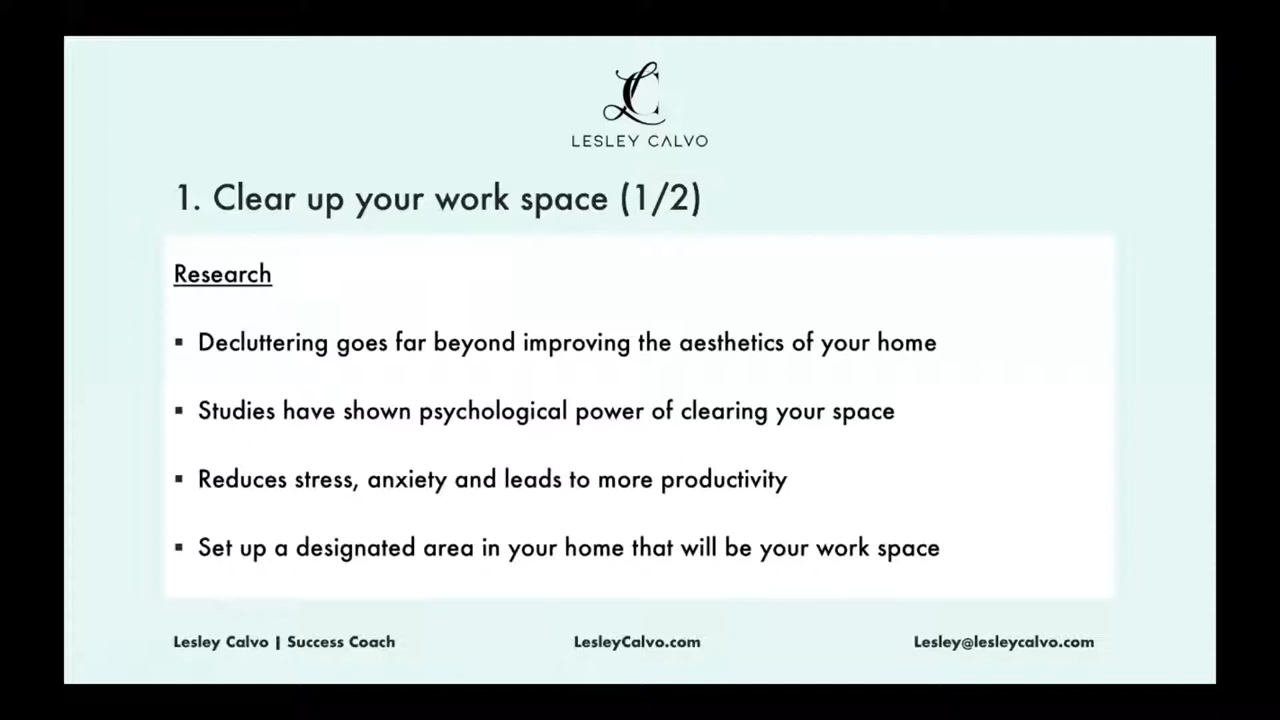 LC
LESLEY CALVO
1. Clear up your work space (1/2)
Research
▪ Decluttering goes far beyond improving the aesthetics of your home
▪ Studies have shown psychological power of clearing your space
▪ Reduces stress, anxiety and leads to more productivity
▪ Set up a designated area in your home that will be your work space
Lesley Calvo | Success Coach
LesleyCalvo.com
Lesley@lesleycalvo.com